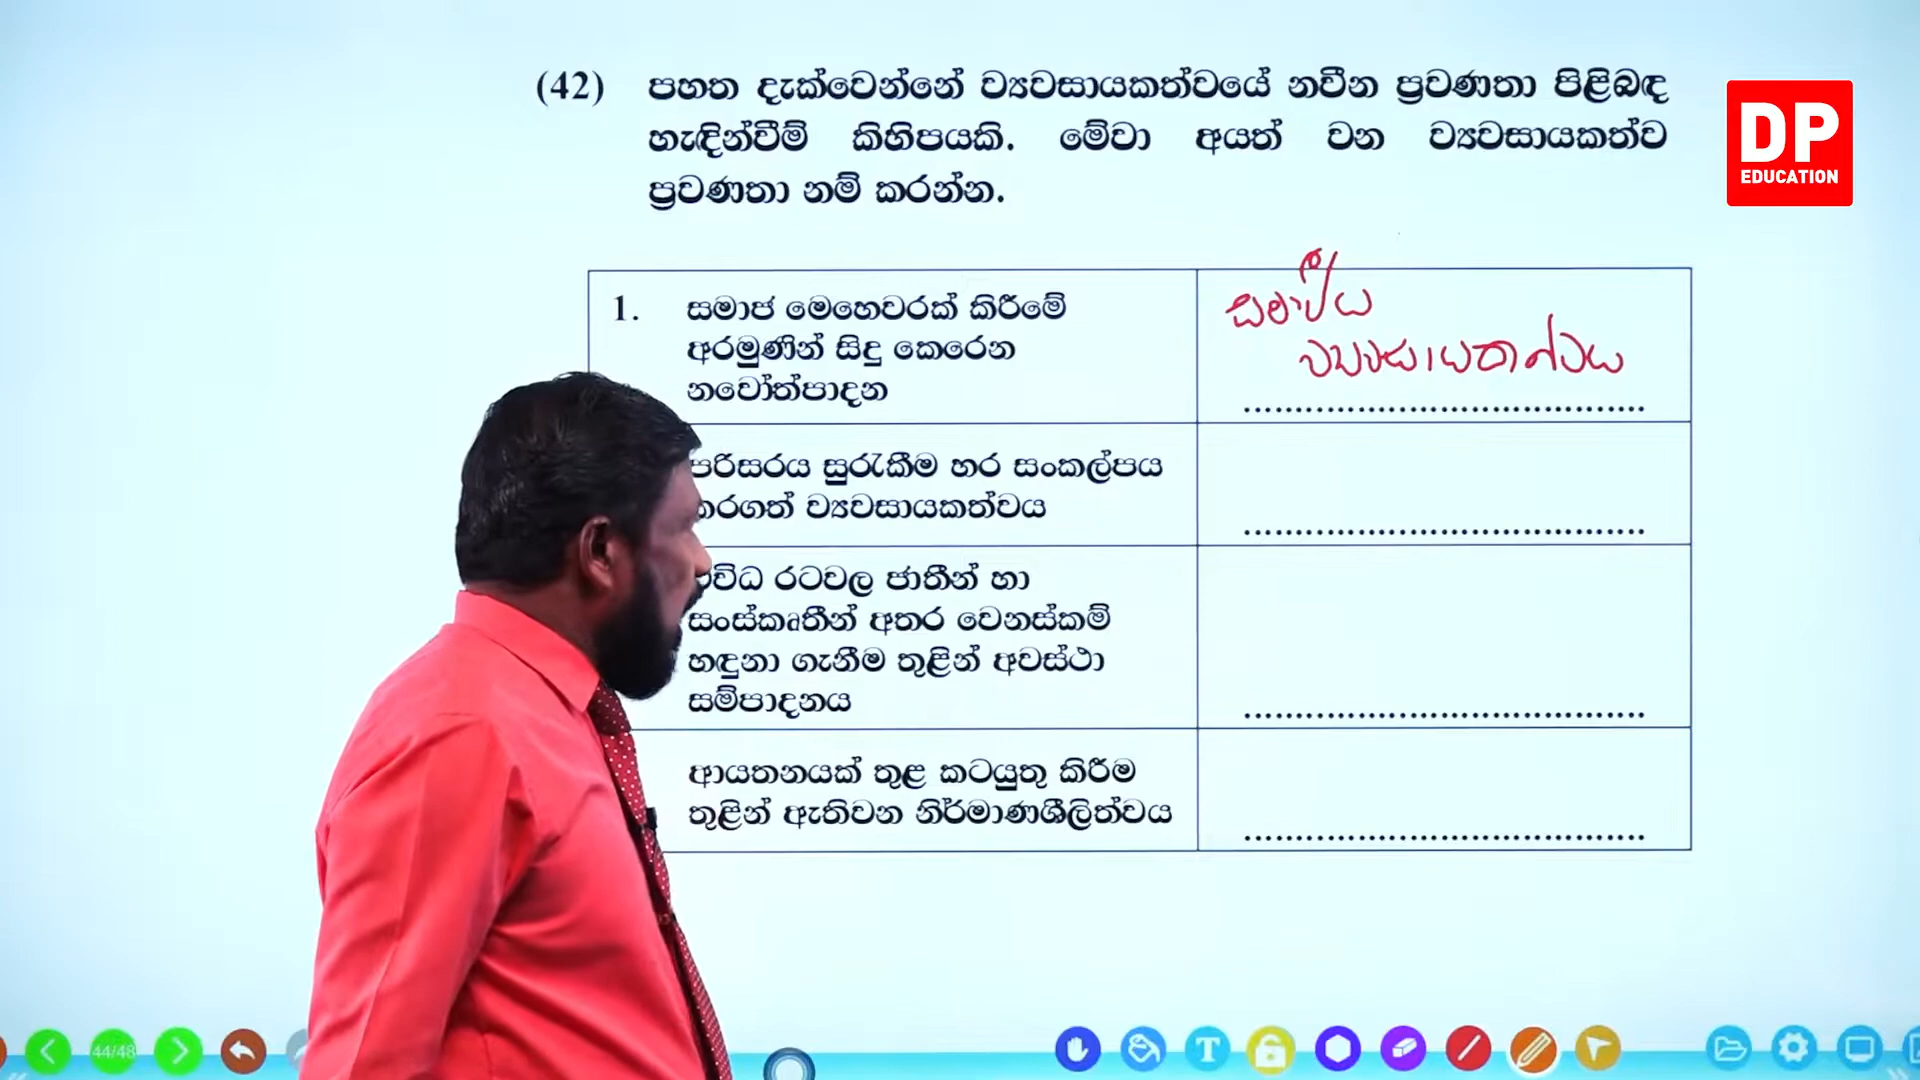 (42) පහත දැක්වෙන්නේ ව්‍යවසායකත්වයේ නවීන ප්‍රවණතා පිළිබඳ
හැඳින්වීම් කිහිපයකි. මේවා අයත් වන ව්‍යවසායකත්ව
ප්‍රවණතා නම් කරන්න.
DP
EDUCATION
1. සමාජ මෙහෙවරක් කිරීමේ
අරමුණින් සිදු කෙරෙන
නවෝත්පාදන
සමාජීය
ව්‍යවසායකත්වය
පරිසරය සුරැකීම හර සංකල්පය
කරගත් ව්‍යවසායකත්වය
විවිධ රටවල ජාතීන් හා
සංස්කෘතීන් අතර වෙනස්කම්
හඳුනා ගැනීම තුළින් අවස්ථා
සම්පාදනය
ආයතනයක් තුළ කටයුතු කිරීම
තුළින් ඇතිවන නිර්මාණශීලිත්වය
44/48
T